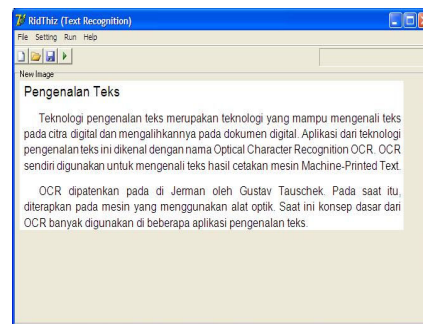 RidThiz (Text Recognition)
File Setting Run Help
New Image
Pengenalan Teks
Teknologi pengenalan teks merupakan teknologi yang mampu mengenali teks
pada citra digital dan mengalihkannya pada dokumen digital. Aplikasi dari teknologi
pengenalan teks ini dikenal dengan nama Optical Character Recognition OCR. OCR
sendiri digunakan untuk mengenali teks hasil cetakan mesin Machine-Printed Text.
OCR dipatenkan pada di Jerman oleh Gustav Tauschek. Pada saat itu,
diterapkan pada mesin yang menggunakan alat optik. Saat ini konsep dasar dari
OCR banyak digunakan di beberapa aplikasi pengenalan teks.